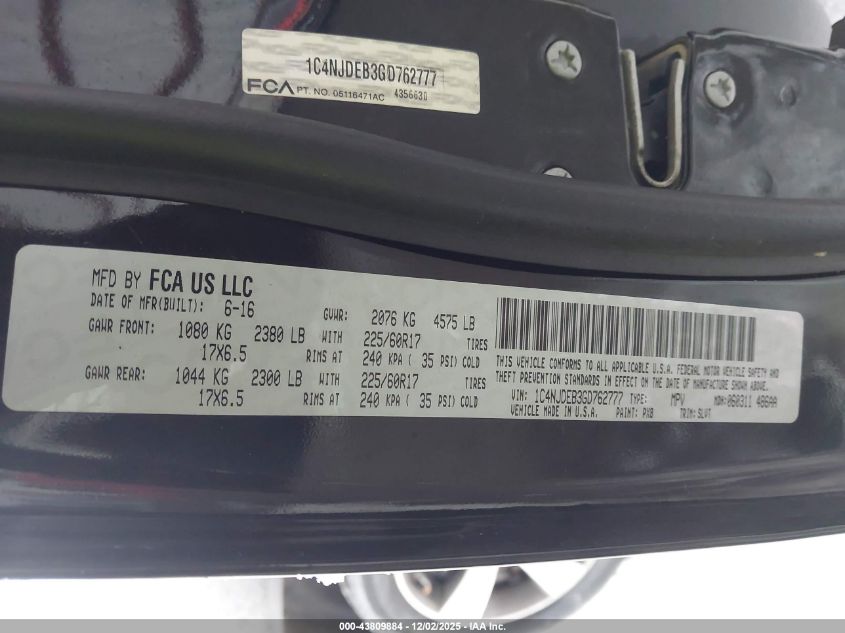 1C4NJDEB3GD762777
FCA PT. NO. 05116471AC 4356630
MFD BY FCA US LLC
DATE OF MFR(BUILT): 6-16 GVWR: 2076 KG 4575 LB
GAWR FRONT: 1080 KG 2380 LB WITH 225/60R17 TIRES
17X6.5 RIMS AT 240 KPA ( 35 PSI) COLD
GAWR REAR: 1044 KG 2300 LB WITH 225/60R17 TIRES
17X6.5 RIMS AT 240 KPA ( 35 PSI) COLD
THIS VEHICLE CONFORMS TO ALL APPLICABLE U.S.A. FEDERAL MOTOR VEHICLE SAFETY AND
THEFT PREVENTION STANDARDS IN EFFECT ON THE DATE OF MANUFACTURE SHOWN ABOVE.
VIN: 1C4NJDEB3GD762777 TYPE: MPV MDH: 060311 486AA
VEHICLE MADE IN U.S.A. PAINT: PXB TRIM: SLVT
000-43809884 - 12/02/2025 - IAA Inc.